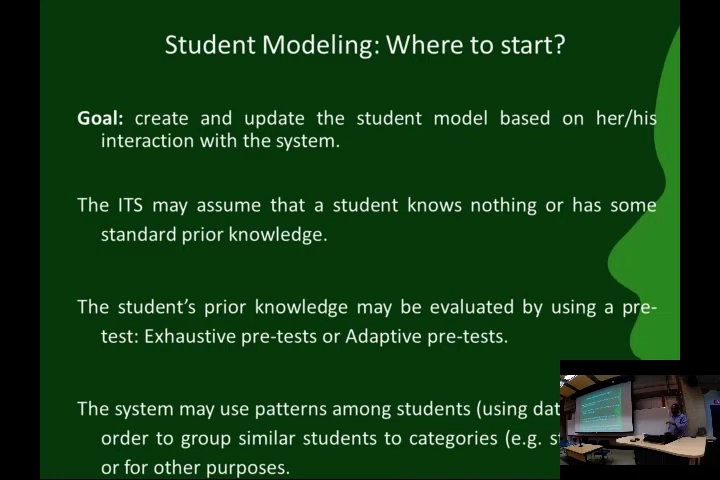 Student Modeling: Where to start?
Goal: create and update the student model based on her/his
interaction with the system.
The ITS may assume that a student knows nothing or has some
standard prior knowledge.
The student's prior knowledge may be evaluated by using a pre-
test: Exhaustive pre-tests or Adaptive pre-tests.
The system may use patterns among students (using
order to group similar students to categories (e.g.
or for other purposes.